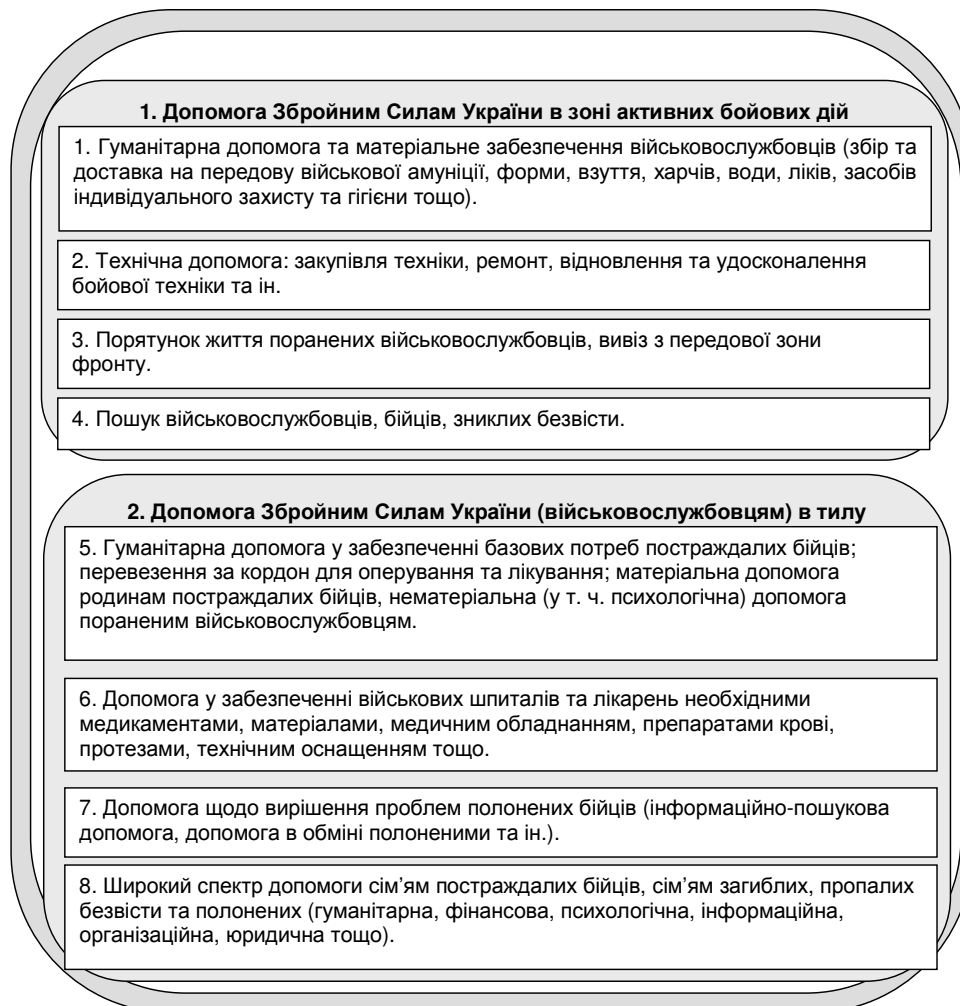 1. Допомога Збройним Силам України в зоні активних бойових дій
1. Гуманітарна допомога та матеріальне забезпечення військовослужбовців (збір та
доставка на передову військової амуніції, форми, взуття, харчів, води, ліків, засобів
індивідуального захисту та гігієни тощо).
2. Технічна допомога: закупівля техніки, ремонт, відновлення та удосконалення
бойової техніки та ін.
3. Порятунок життя поранених військовослужбовців, вивіз з передової зони
фронту.
4. Пошук військовослужбовців, бійців, зниклих безвісти.
2. Допомога Збройним Силам України (військовослужбовцям) в тилу
5. Гуманітарна допомога у забезпеченні базових потреб постраждалих бійців;
перевезення за кордон для оперування та лікування; матеріальна допомога
родинам постраждалих бійців, нематеріальна (у т. ч. психологічна) допомога
пораненим військовослужбовцям.
6. Допомога у забезпеченні військових шпиталів та лікарень необхідними
медикаментами, матеріалами, медичним обладнанням, препаратами крові,
протезами, технічним оснащенням тощо.
7. Допомога щодо вирішення проблем полонених бійців (інформаційно-пошукова
допомога, допомога в обміні полоненими та ін.).
8. Широкий спектр допомоги сім’ям постраждалих бійців, сім’ям загиблих, пропалих
безвісти та полонених (гуманітарна, фінансова, психологічна, інформаційна,
організаційна, юридична тощо).